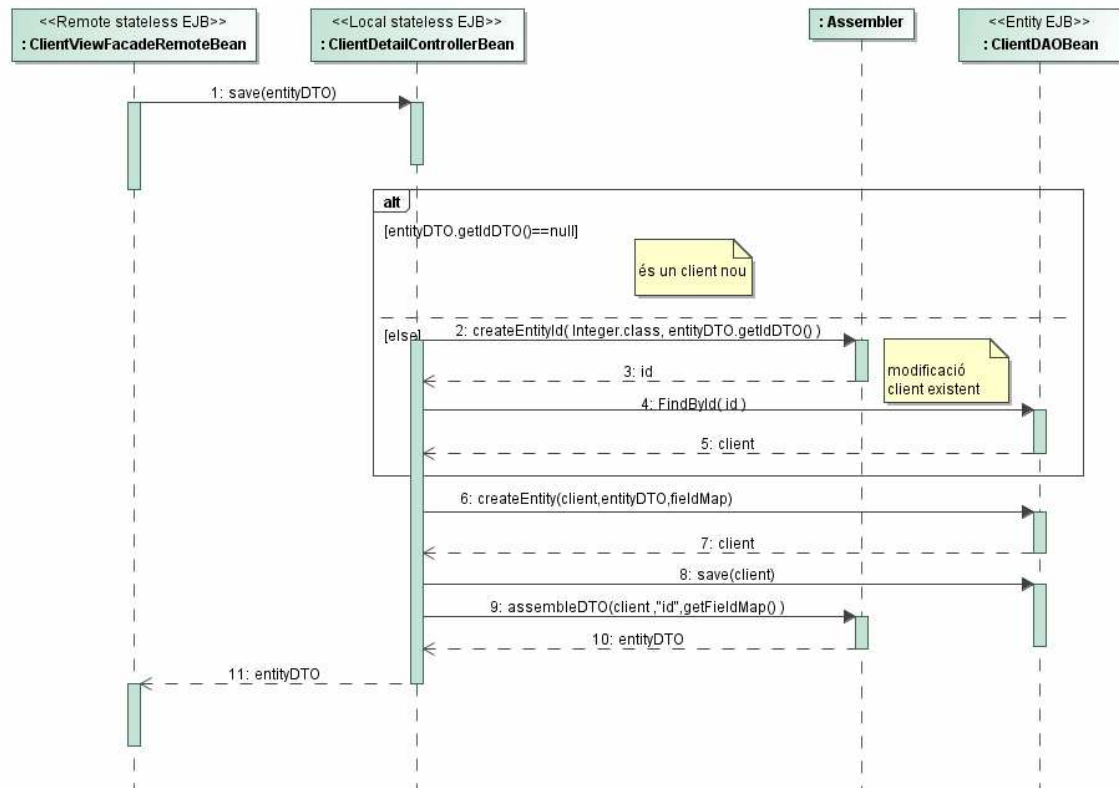 <<Remote stateless EJB>>
: ClientViewFacadeRemoteBean
<<Local stateless EJB>>
: ClientDetailControllerBean
: Assembler
<<Entity EJB>>
: ClientDAOBean
1: save(entityDTO)
alt
[entityDTO.getIdDTO()==null]
és un client nou
[else]
2: createEntityId( Integer.class, entityDTO.getIdDTO() )
modificació
client existent
3: id
4: FindById( id )
5: client
6: createEntity(client,entityDTO,fieldMap)
7: client
8: save(client)
9: assembleDTO(client ,"id",getFieldMap() )
10: entityDTO
11: entityDTO